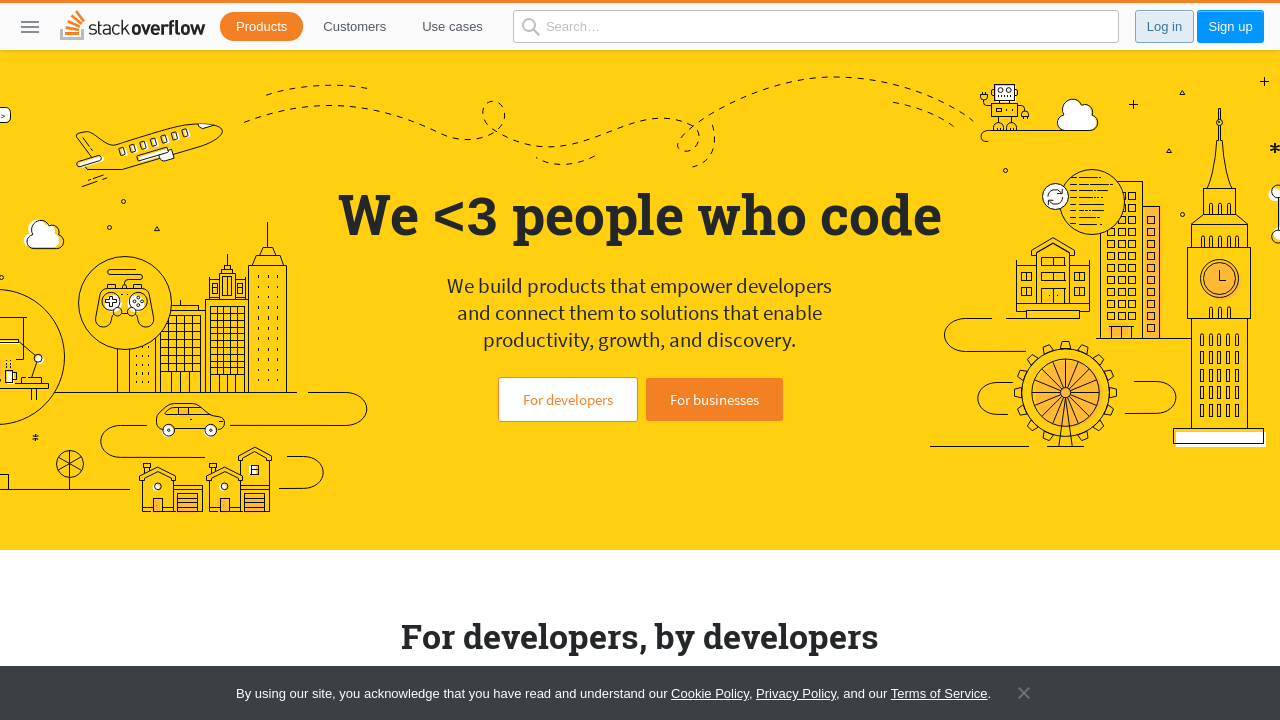 stackoverflow Products Customers Use cases Search… Log in Sign up
We <3 people who code
We build products that empower developers
and connect them to solutions that enable
productivity, growth, and discovery.
For developers For businesses
For developers, by developers
By using our site, you acknowledge that you have read and understand our Cookie Policy, Privacy Policy, and our Terms of Service.